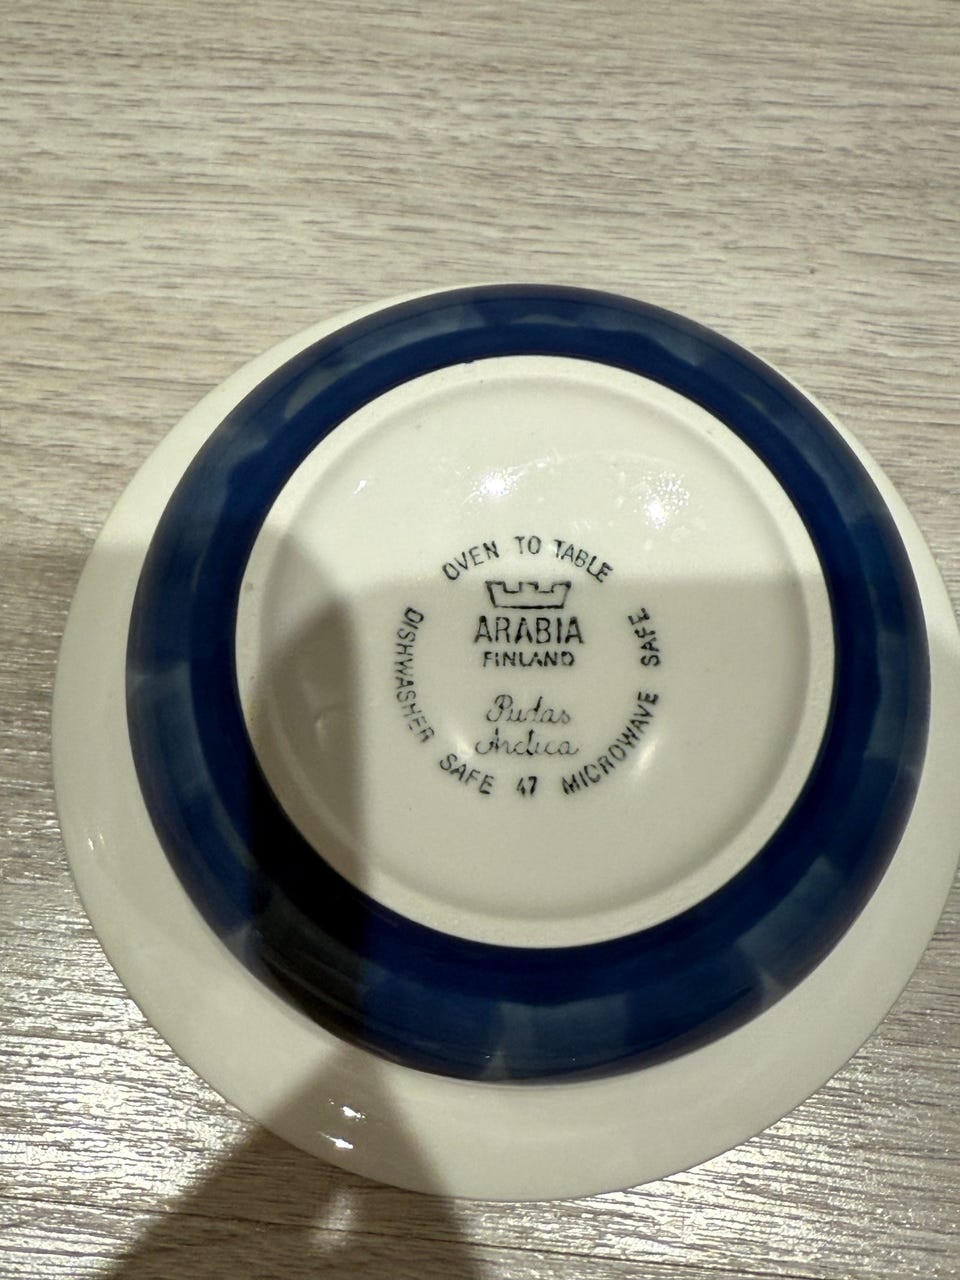 OVEN TO TABLE
ARABIA
FINLAND
Pudas
Arctica
DISHWASHER SAFE 47 MICROWAVE SAFE